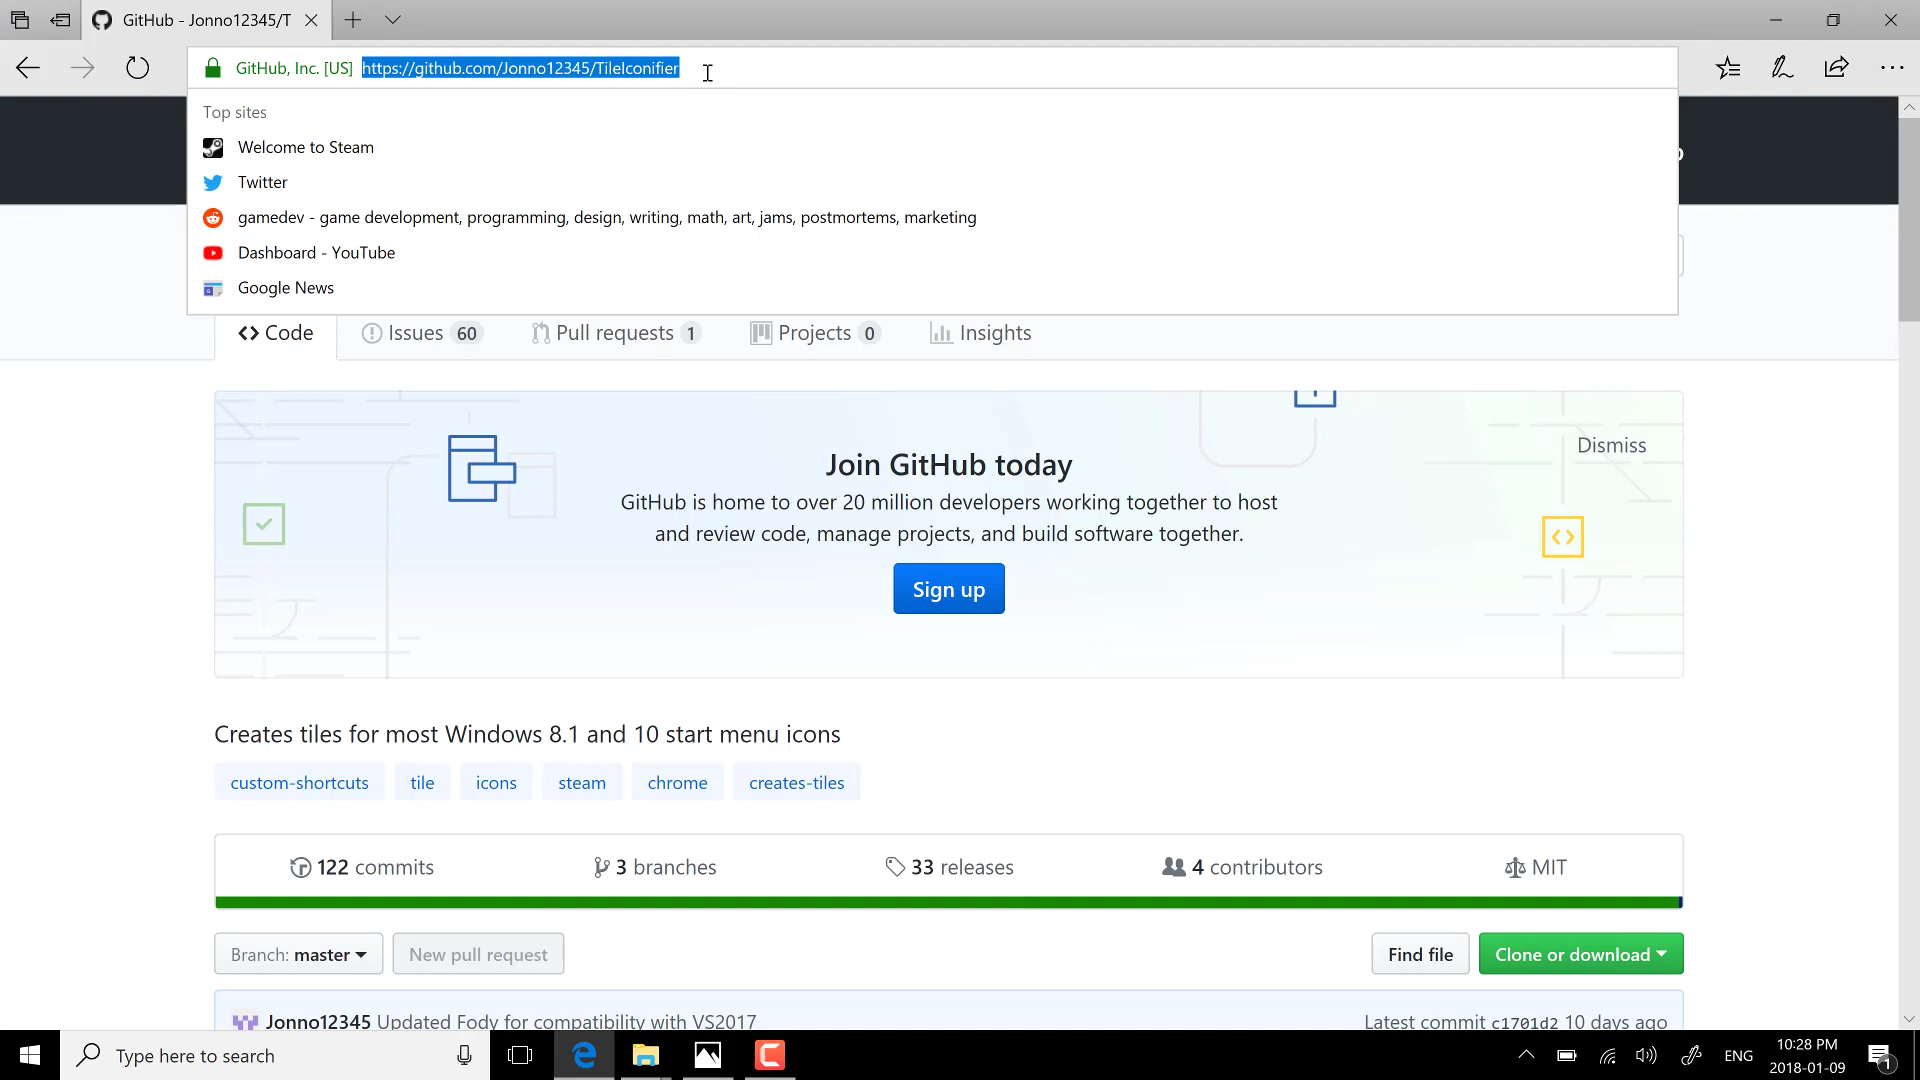 GitHub - Jonno12345/T
GitHub, Inc. [US] https://github.com/Jonno12345/TileIconifier
Top sites
Welcome to Steam
Twitter
gamedev - game development, programming, design, writing, math, art, jams, postmortems, marketing
Dashboard - YouTube
Google News
Code Issues 60 Pull requests 1 Projects 0 Insights
Dismiss
Join GitHub today
GitHub is home to over 20 million developers working together to host
and review code, manage projects, and build software together.
Sign up
Creates tiles for most Windows 8.1 and 10 start menu icons
custom-shortcuts tile icons steam chrome creates-tiles
122 commits 3 branches 33 releases 4 contributors MIT
Branch: master New pull request Find file Clone or download
Jonno12345 Updated Fody for compatibility with VS2017 Latest commit c1701d2 10 days ago
Type here to search
ENG
10:28 PM
2018-01-09
1